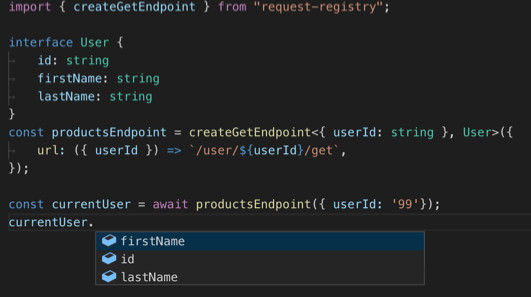 import { createGetEndpoint } from "request-registry";
interface User {
id: string
firstName: string
lastName: string
}
const productsEndpoint = createGetEndpoint<{ userId: string }, User>({
url: ({ userId }) => `/user/${userId}/get`,
});
const currentUser = await productsEndpoint({ userId: '99'});
currentUser.
firstName
id
lastName